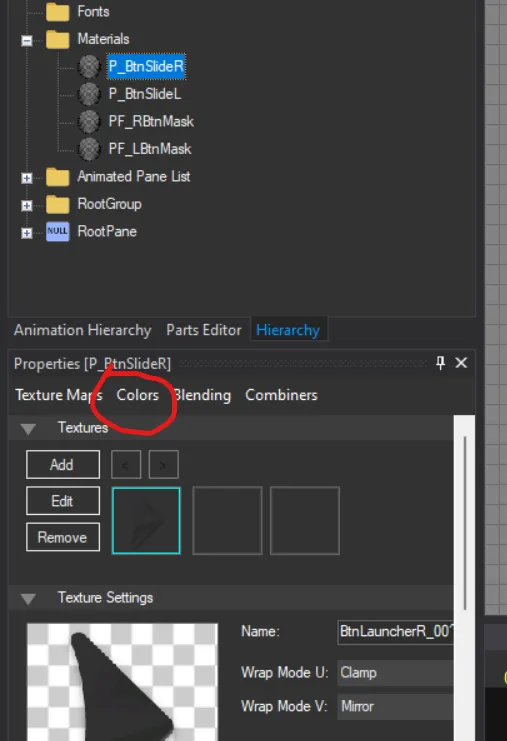 Fonts
Materials
P_BtnSlideR
P_BtnSlideL
PF_RBtnMask
PF_LBtnMask
Animated Pane List
RootGroup
NULL RootPane
Animation Hierarchy Parts Editor Hierarchy
Properties [P_BtnSlideR]
Texture Maps Colors Blending Combiners
Textures
Add < >
Edit
Remove
Texture Settings
Name: BtnLauncherR_00
Wrap Mode U: Clamp
Wrap Mode V: Mirror